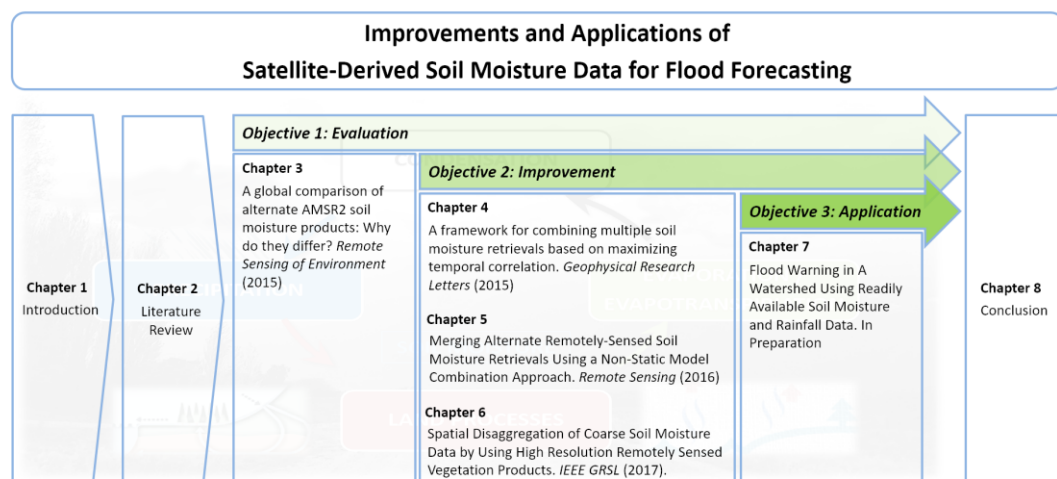 Improvements and Applications of
Satellite-Derived Soil Moisture Data for Flood Forecasting
Objective 1: Evaluation
Objective 2: Improvement
Objective 3: Application
Chapter 1
Introduction
Chapter 2
Literature
Review
Chapter 3
A global comparison of
alternate AMSR2 soil
moisture products: Why
do they differ? Remote
Sensing of Environment
(2015)
Chapter 4
A framework for combining multiple soil
moisture retrievals based on maximizing
temporal correlation. Geophysical Research
Letters (2015)
Chapter 5
Merging Alternate Remotely-Sensed Soil
Moisture Retrievals Using a Non-Static Model
Combination Approach. Remote Sensing (2016)
Chapter 6
Spatial Disaggregation of Coarse Soil Moisture
Data by Using High Resolution Remotely Sensed
Vegetation Products. IEEE GRSL (2017).
Chapter 7
Flood Warning in A
Watershed Using Readily
Available Soil Moisture
and Rainfall Data. In
Preparation
Chapter 8
Conclusion
CONDENSATION